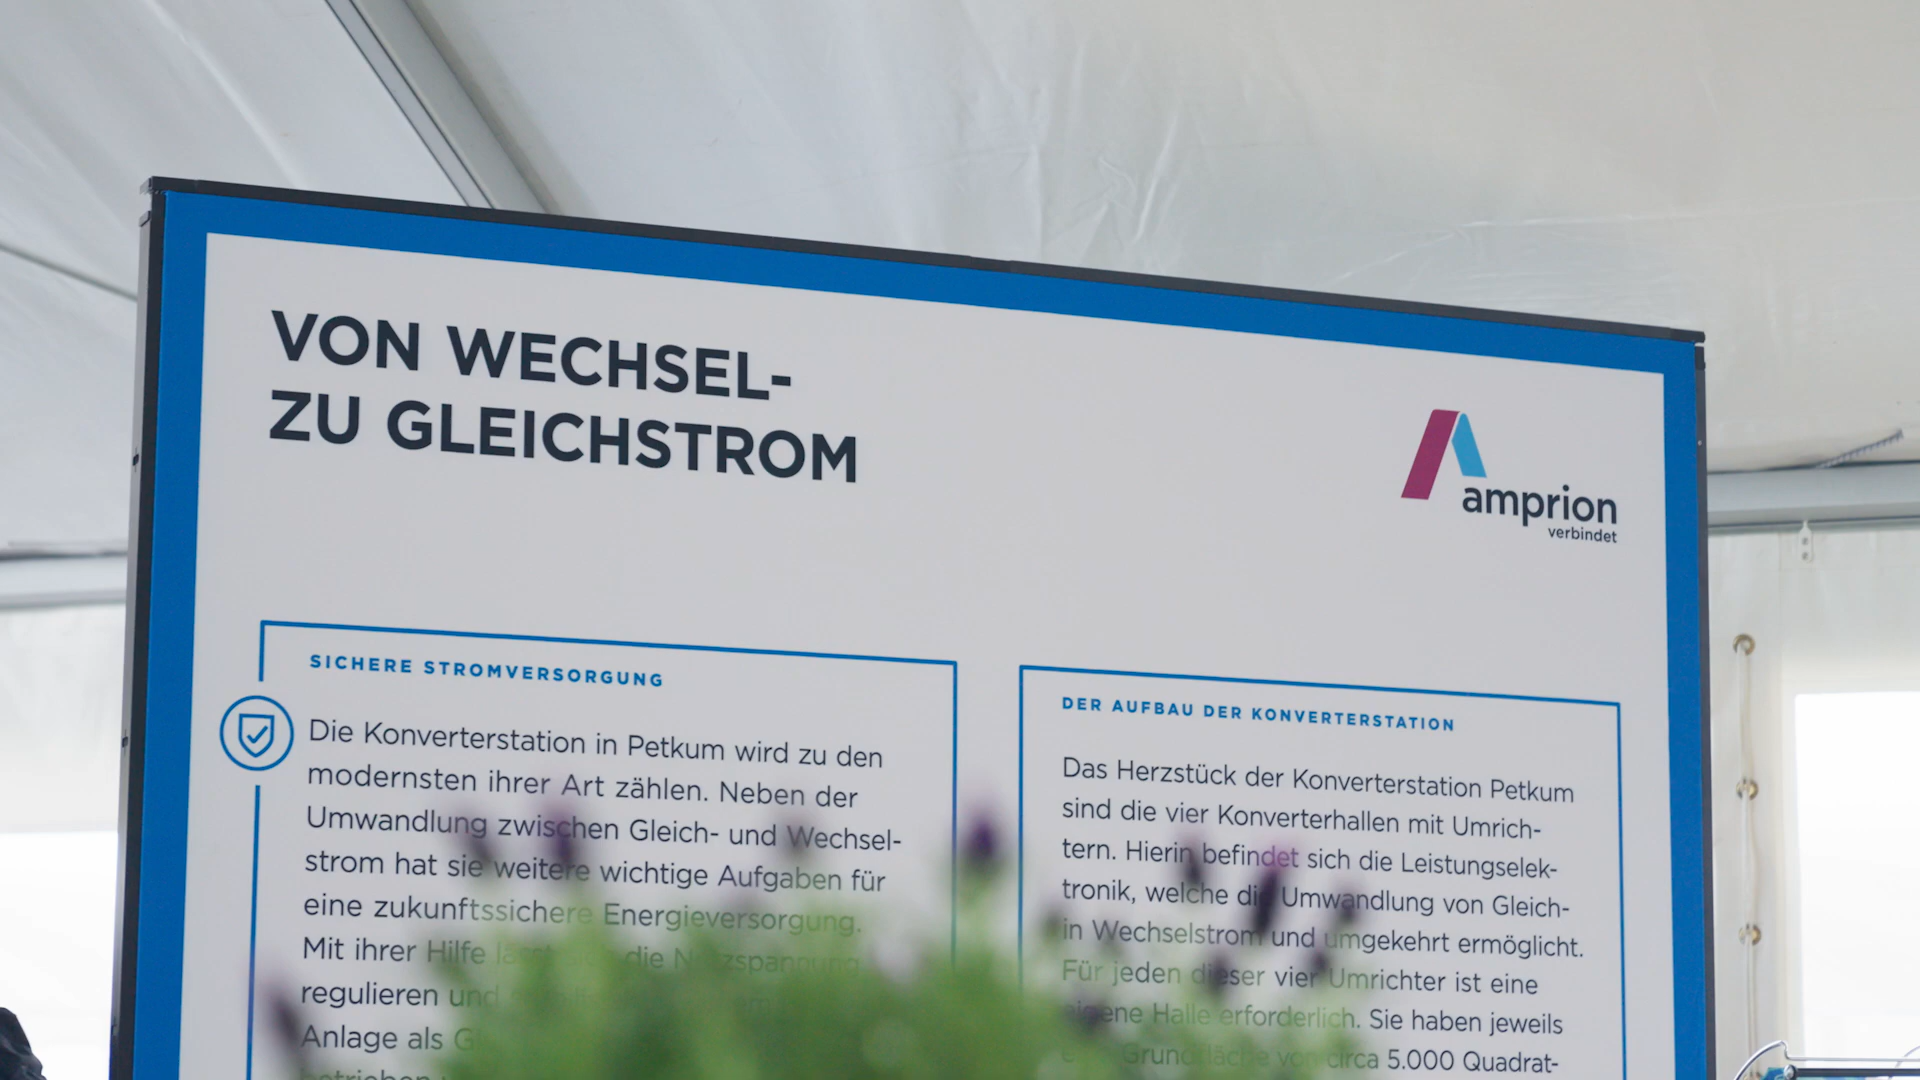 VON WECHSEL-
ZU GLEICHSTROM
amprion
verbindet
SICHERE STROMVERSORGUNG
Die Konverterstation in Petkum wird zu den
modernsten ihrer Art zählen. Neben der
Umwandlung zwischen Gleich- und Wechsel-
strom hat sie weitere wichtige Aufgaben für
eine zukunftssichere Energieversorgung.
Mit ihrer Hilfe lässt sich die Netzspannung
regulieren und
Anlage als
betrieben
DER AUFBAU DER KONVERTERSTATION
Das Herzstück der Konverterstation Petkum
sind die vier Konverterhallen mit Umrich-
tern. Hierin befindet sich die Leistungselek-
tronik, welche die Umwandlung von Gleich-
in Wechselstrom und umgekehrt ermöglicht.
Für jeden dieser vier Umrichter ist eine
eigene Halle erforderlich. Sie haben jeweils
eine Grundfläche von circa 5.000 Quadrat-